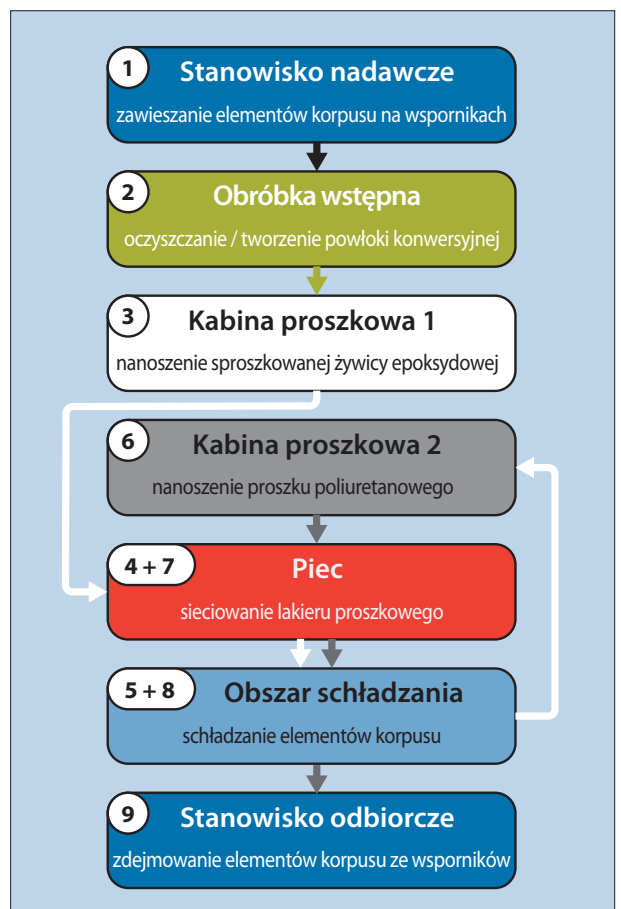 1 Stanowisko nadawcze
zawieszanie elementów korpusu na wspornikach
2 Obróbka wstępna
oczyszczanie / tworzenie powłoki konwersyjnej
3 Kabina proszkowa 1
nanoszenie sproszkowanej żywicy epoksydowej
6 Kabina proszkowa 2
nanoszenie proszku poliuretanowego
4 + 7 Piec
sieciowanie lakieru proszkowego
5 + 8 Obszar schładzania
schładzanie elementów korpusu
9 Stanowisko odbiorcze
zdejmowanie elementów korpusu ze wsporników